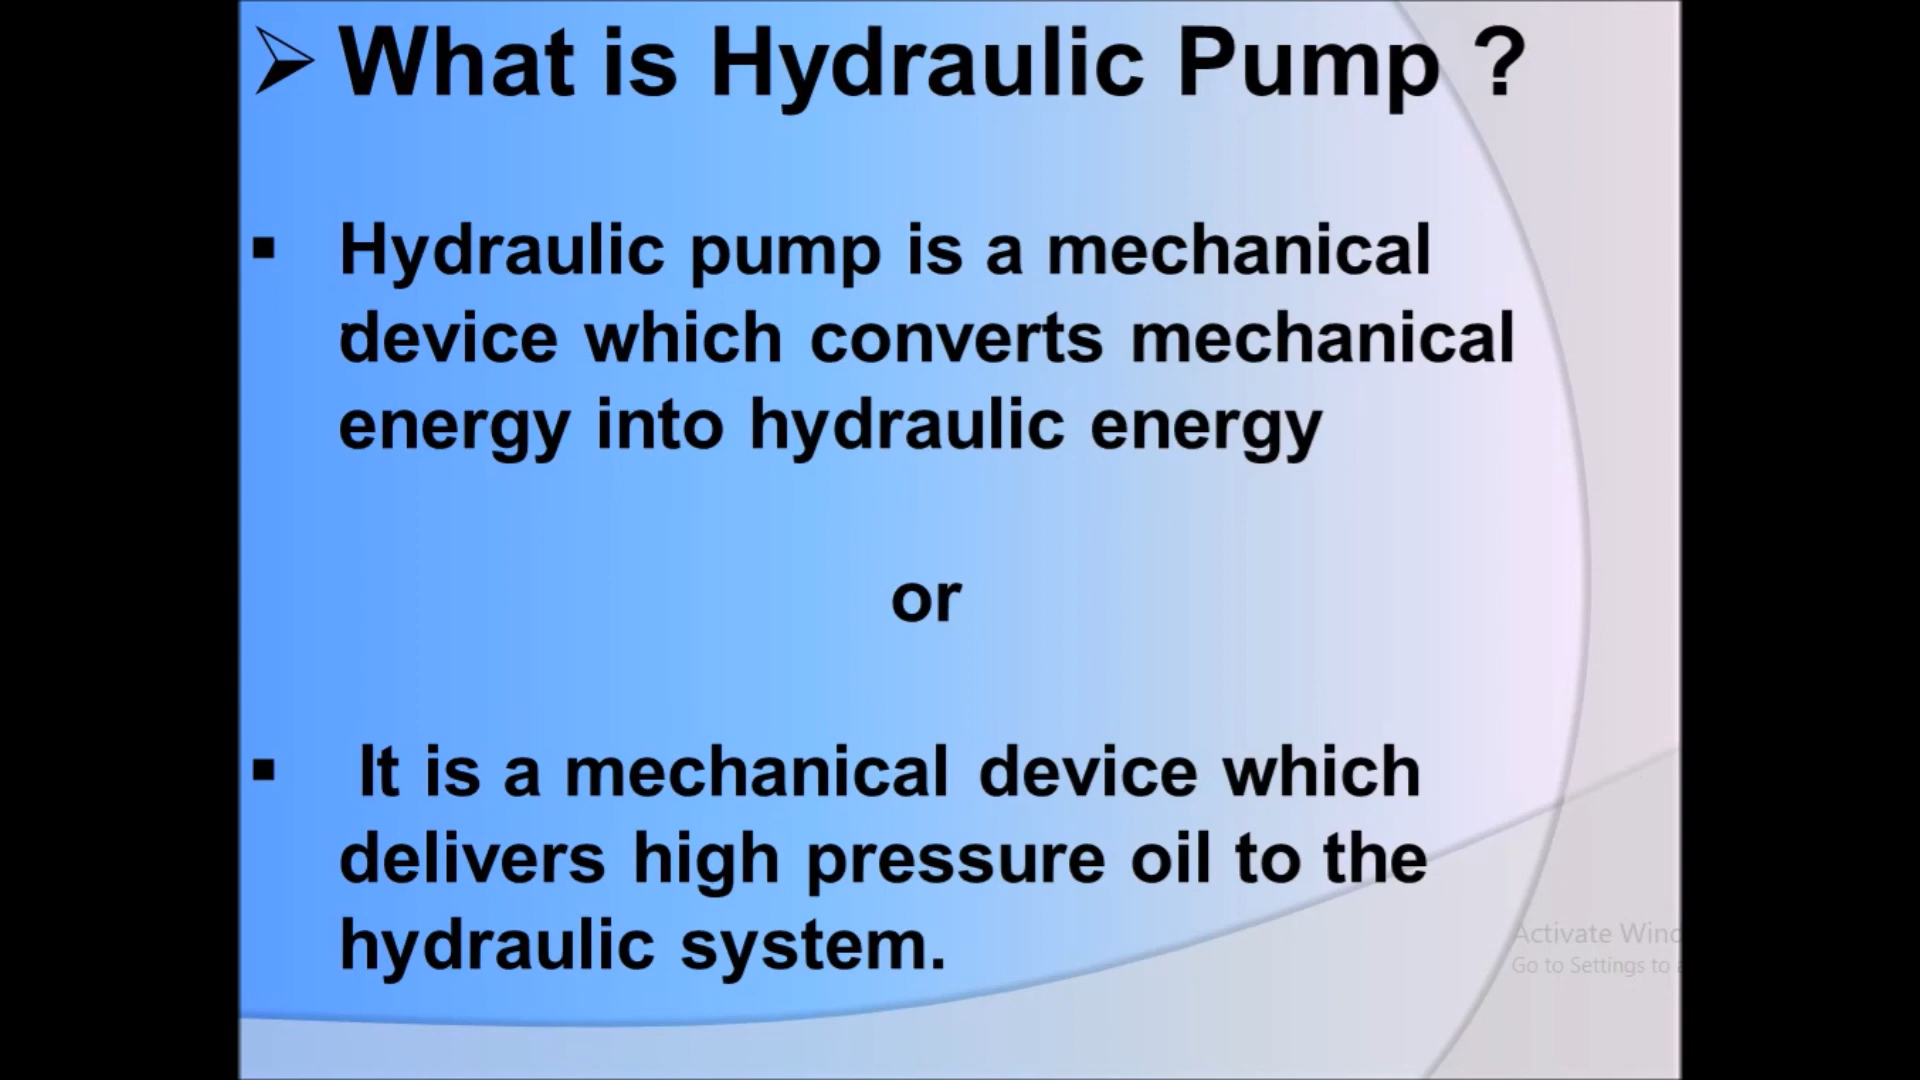 ➢ What is Hydraulic Pump ?
▪ Hydraulic pump is a mechanical
device which converts mechanical
energy into hydraulic energy
or
▪ It is a mechanical device which
delivers high pressure oil to the
hydraulic system.
Activate Wind
Go to Settings to a